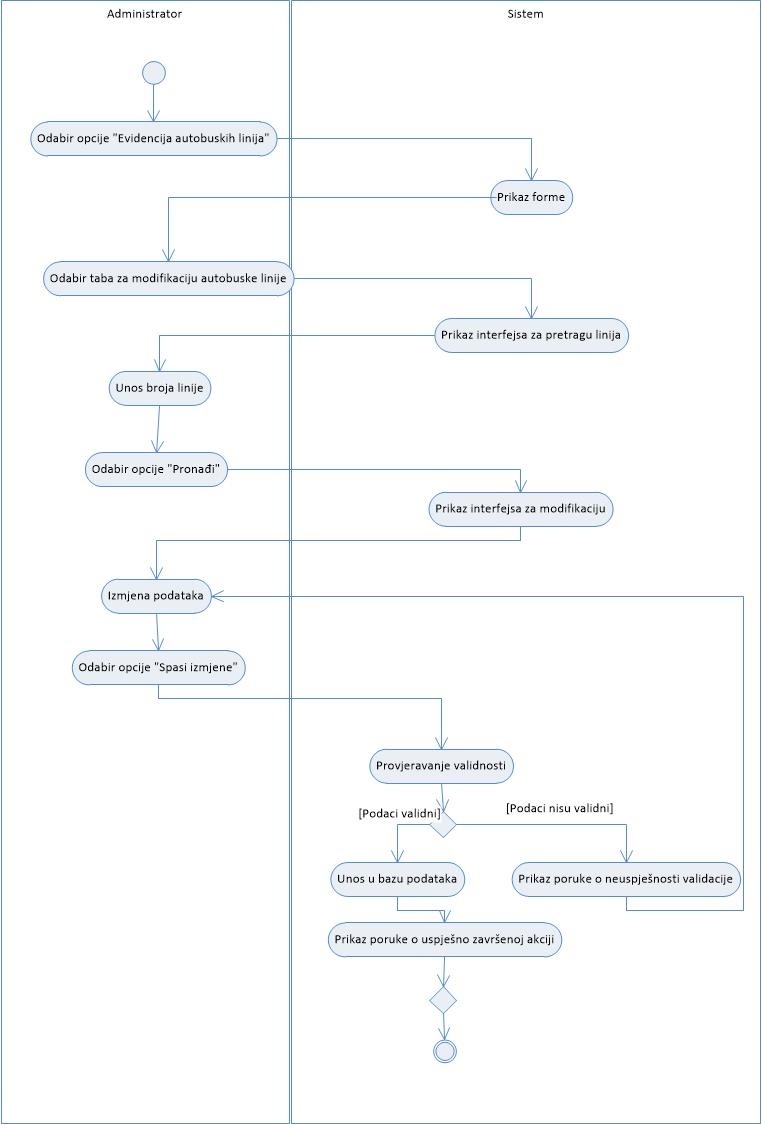 Administrator
Sistem
Odabir opcije "Evidencija autobuskih linija"
Prikaz forme
Odabir taba za modifikaciju autobuske linije
Prikaz interfejsa za pretragu linija
Unos broja linije
Odabir opcije "Pronađi"
Prikaz interfejsa za modifikaciju
Izmjena podataka
Odabir opcije "Spasi izmjene"
Provjeravanje validnosti
[Podaci validni]
[Podaci nisu validni]
Unos u bazu podataka
Prikaz poruke o neuspješnosti validacije
Prikaz poruke o uspješno završenoj akciji